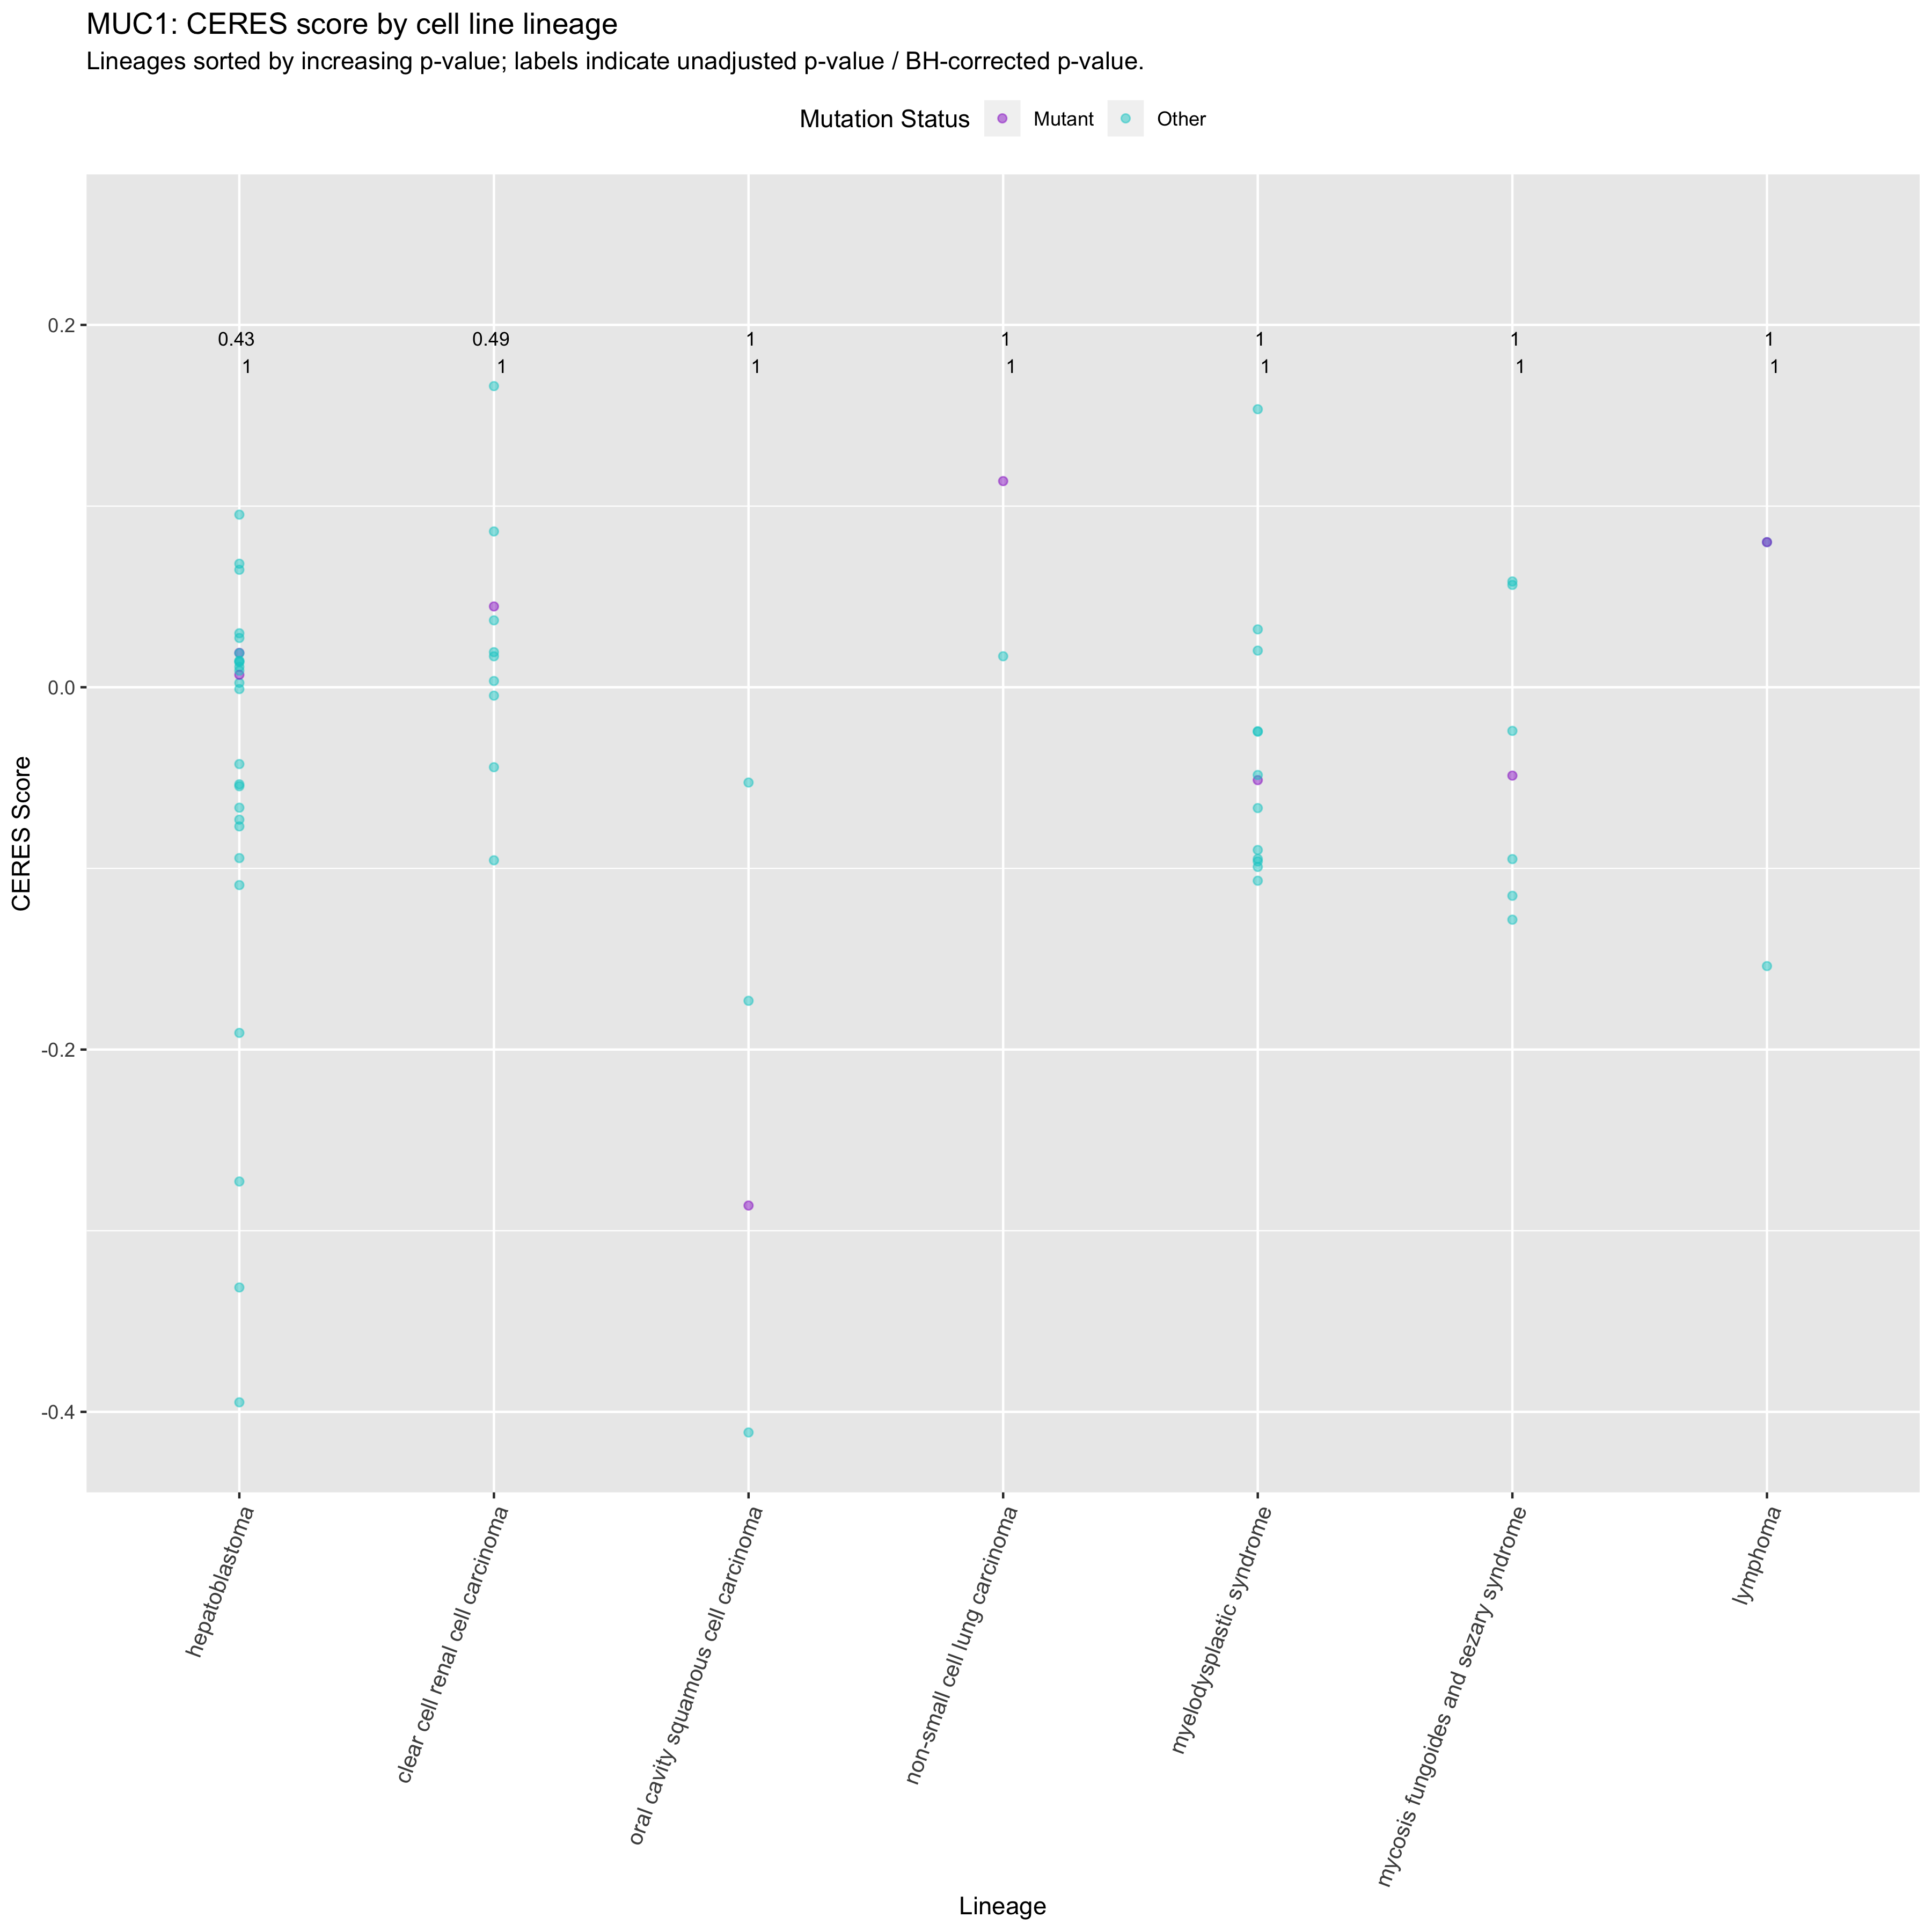 MUC1: CERES score by cell line lineage
Lineages sorted by increasing p-value; labels indicate unadjusted p-value / BH-corrected p-value.
Mutation Status Mutant Other
0.2
0.43 0.49 1 1 1 1 1
1 1 1 1 1 1 1
0.0
CERES Score
-0.2
-0.4
hepatoblastoma
clear cell renal cell carcinoma
oral cavity squamous cell carcinoma
non-small cell lung carcinoma
myelodysplastic syndrome
mycosis fungoides and sezary syndrome
lymphoma
Lineage